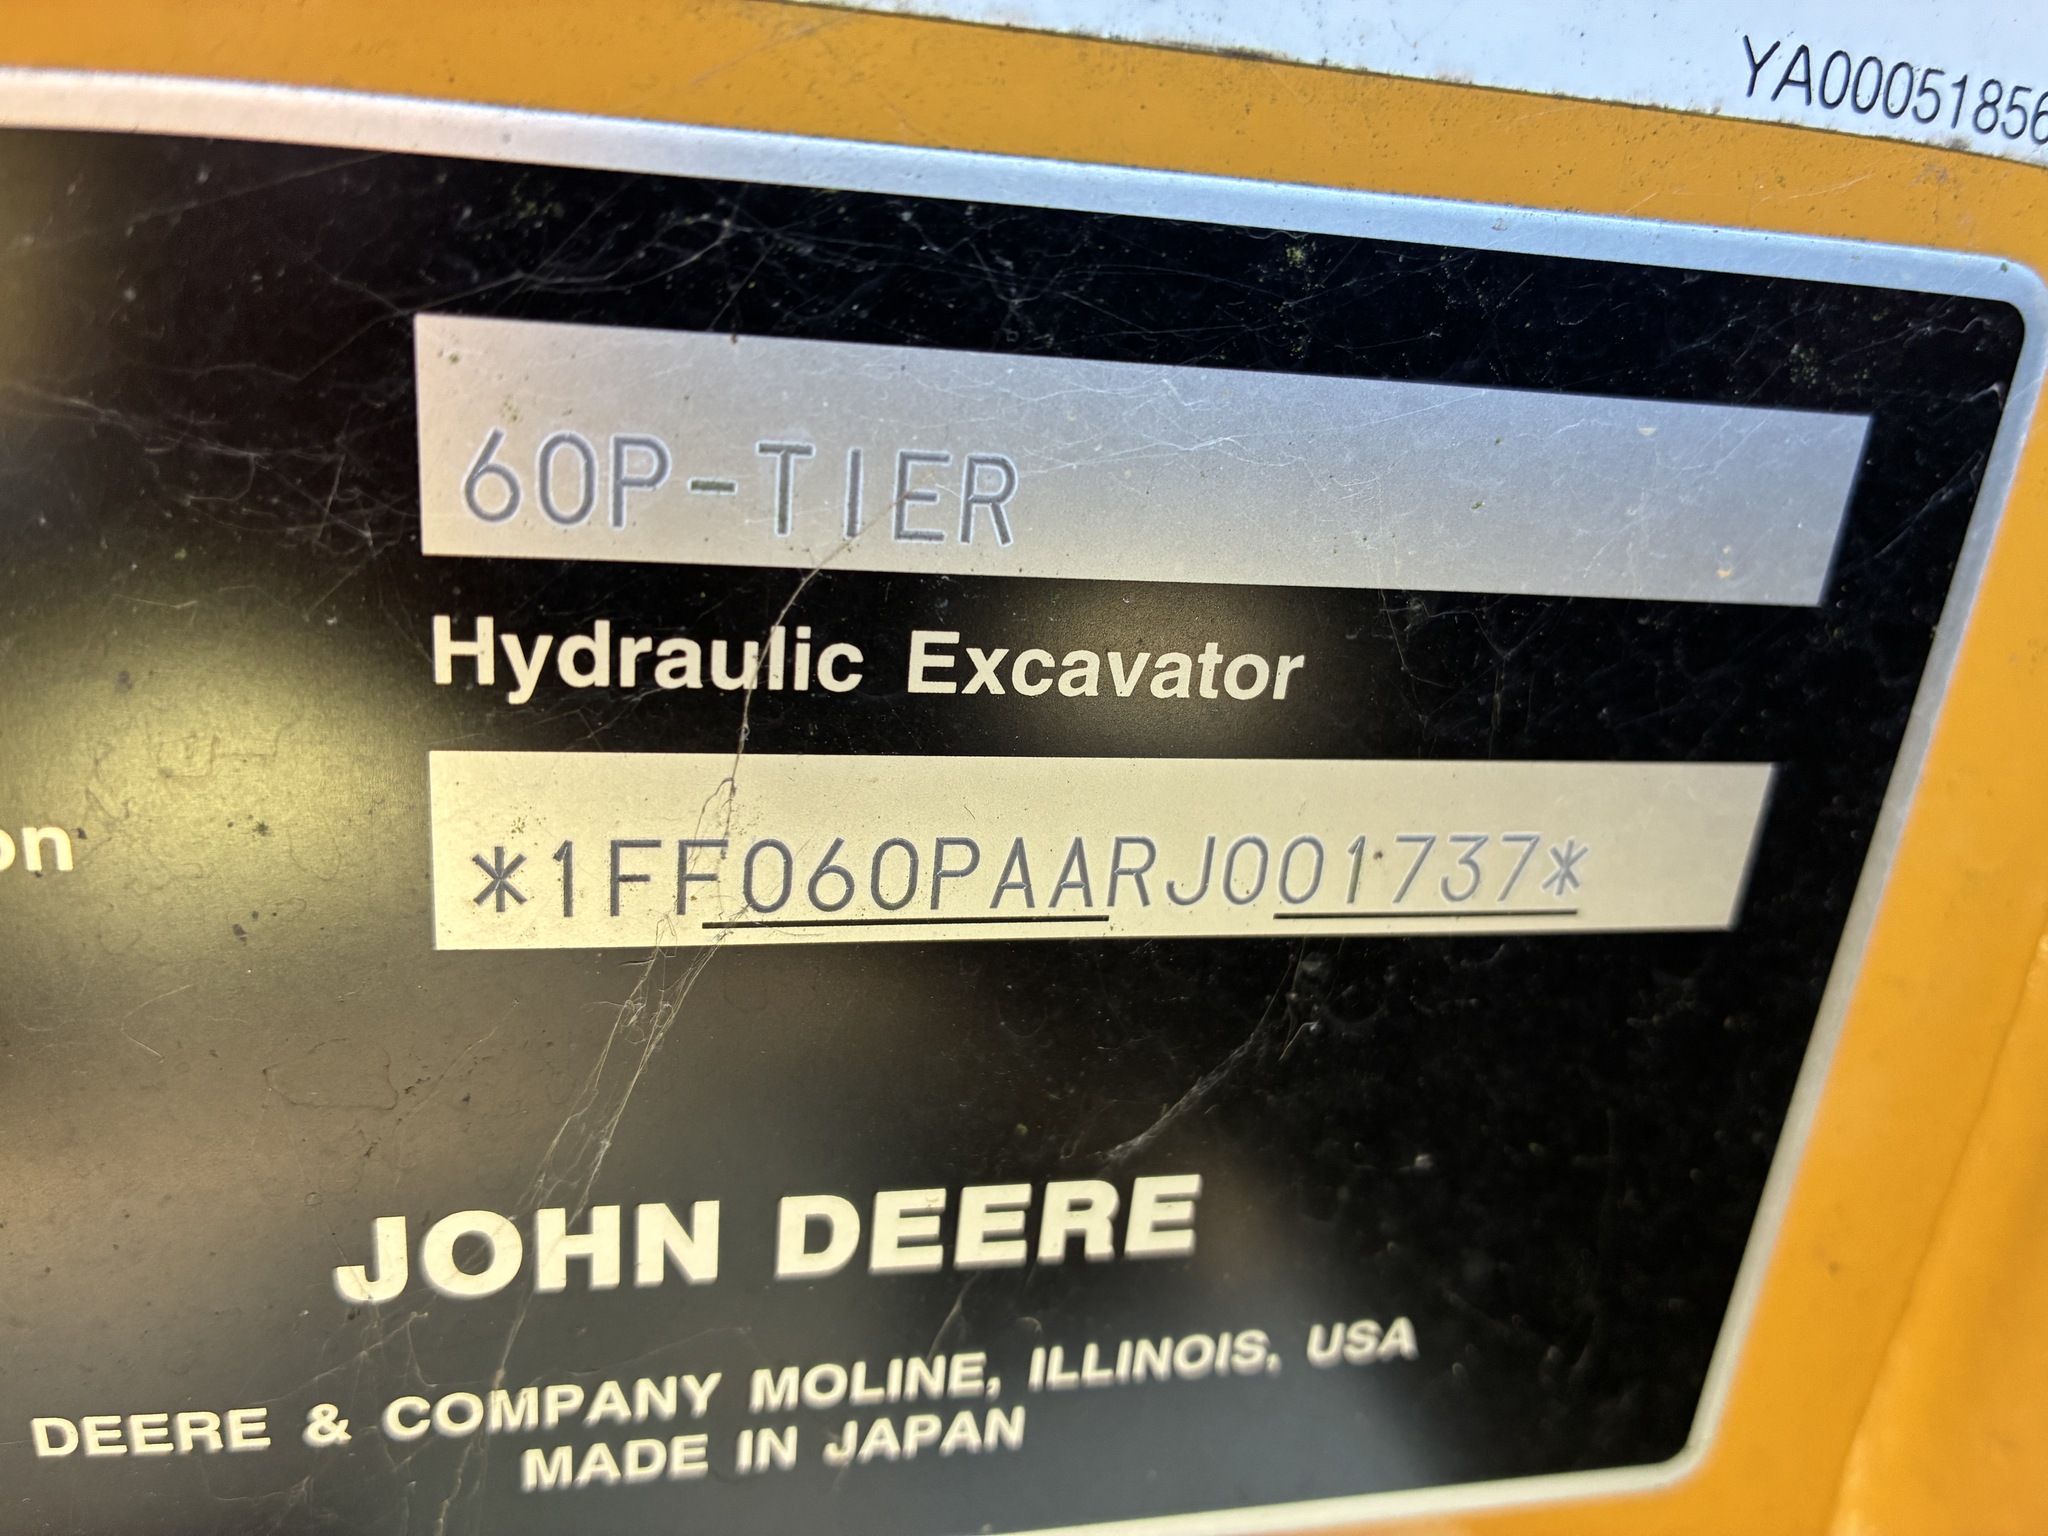 YA00051856
60P-TIER
Hydraulic Excavator
on
*1FF060PAARJ001737*
JOHN DEERE
DEERE & COMPANY MOLINE, ILLINOIS, USA
MADE IN JAPAN